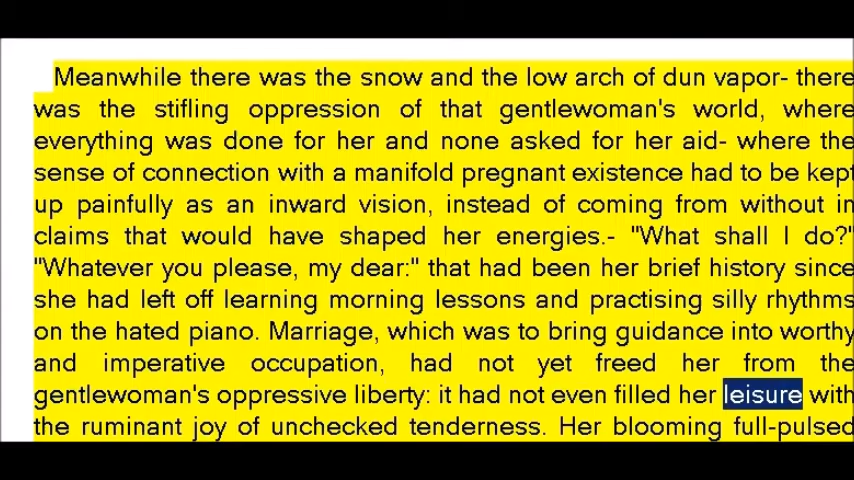 Meanwhile there was the snow and the low arch of dun vapor- there
was the stifling oppression of that gentlewoman's world, where
everything was done for her and none asked for her aid- where the
sense of connection with a manifold pregnant existence had to be kept
up painfully as an inward vision, instead of coming from without in
claims that would have shaped her energies.- "What shall I do?"
"Whatever you please, my dear:" that had been her brief history since
she had left off learning morning lessons and practising silly rhythms
on the hated piano. Marriage, which was to bring guidance into worthy
and imperative occupation, had not yet freed her from the
gentlewoman's oppressive liberty: it had not even filled her leisure with
the ruminant joy of unchecked tenderness. Her blooming full-pulsed